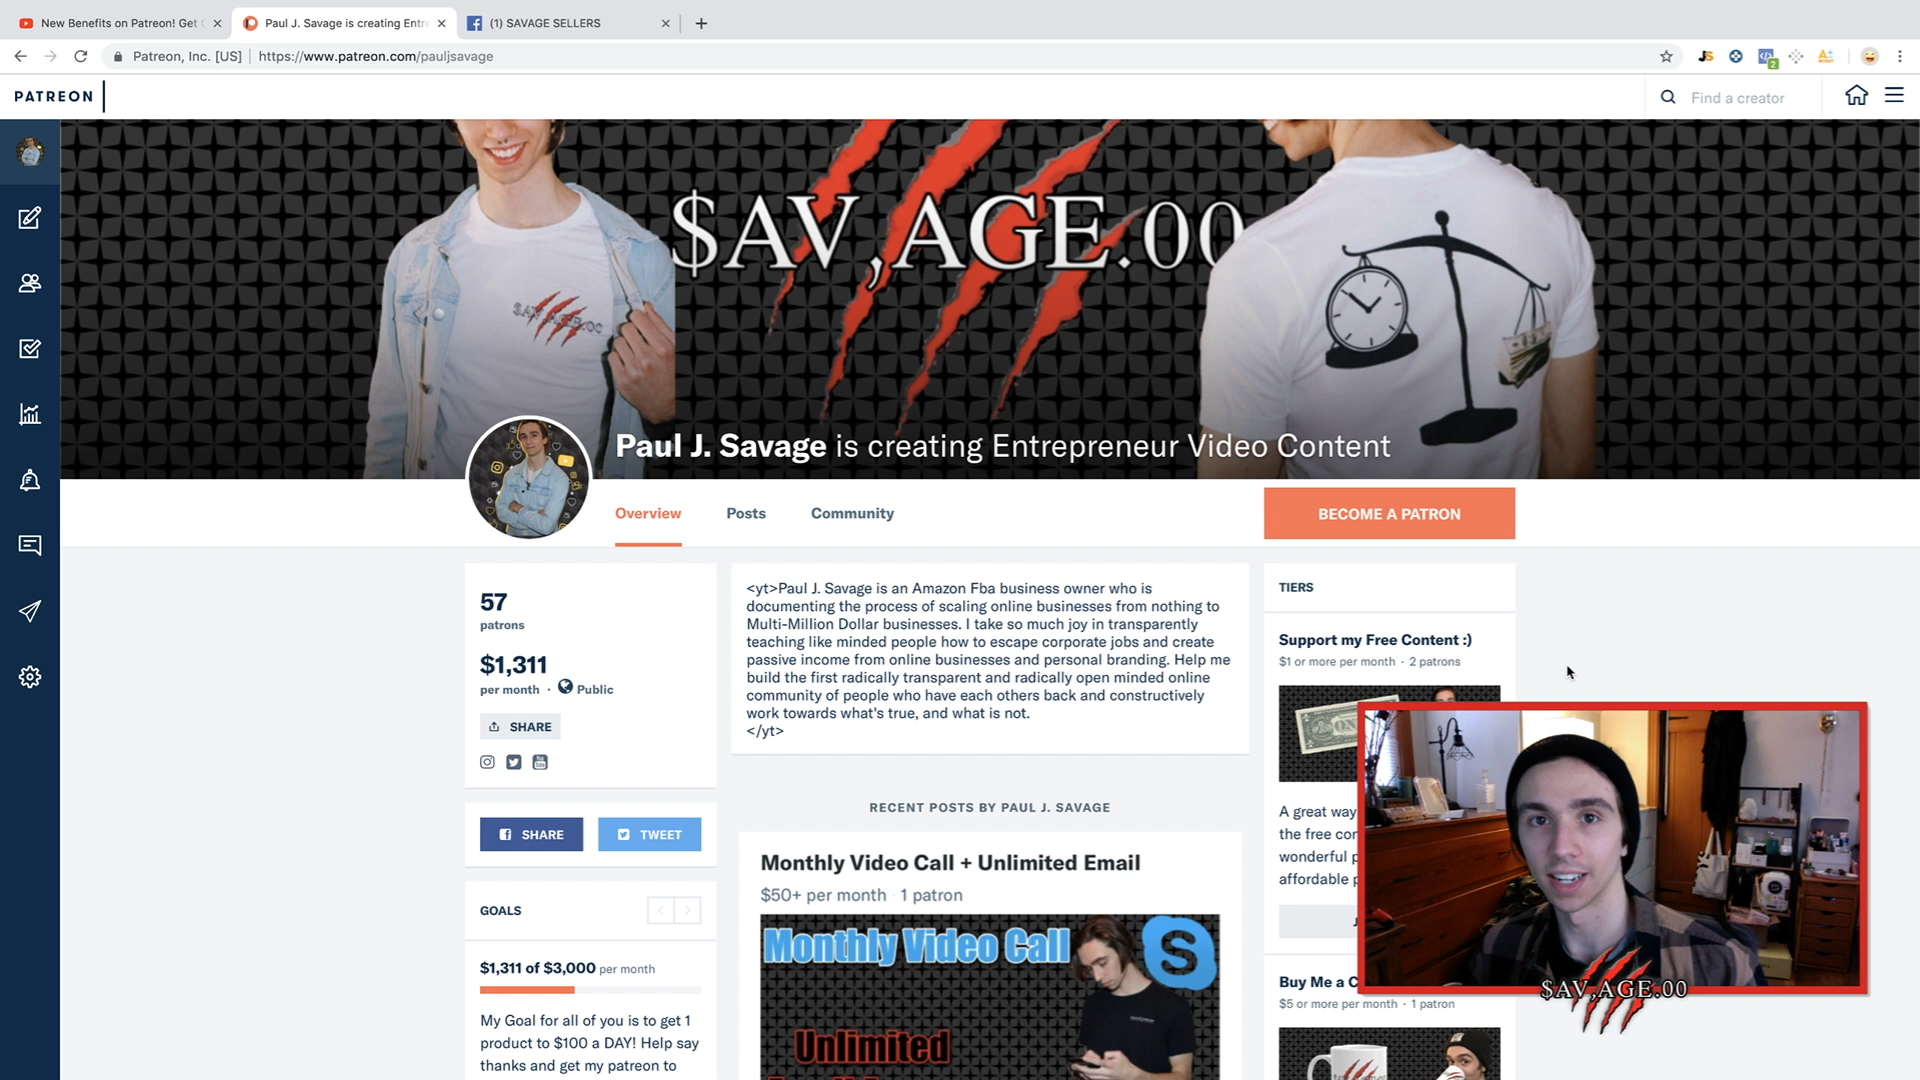 New Benefits on Patreon! Get
Paul J. Savage is creating Entre
(1) SAVAGE SELLERS
Patreon, Inc. [US]
https://www.patreon.com/pauljsavage
2
PATREON
Find a creator
$AV,AGE.00
$AV,AGE.00
Paul J. Savage is creating Entrepreneur Video Content
Overview
Posts
Community
BECOME A PATRON
57
patrons
$1,311
per month · Public
SHARE
SHARE
TWEET
GOALS
$1,311 of $3,000 per month
My Goal for all of you is to get 1
product to $100 a DAY! Help say
thanks and get my patreon to
<yt>Paul J. Savage is an Amazon Fba business owner who is
documenting the process of scaling online businesses from nothing to
Multi-Million Dollar businesses. I take so much joy in transparently
teaching like minded people how to escape corporate jobs and create
passive income from online businesses and personal branding. Help me
build the first radically transparent and radically open minded online
community of people who have each others back and constructively
work towards what's true, and what is not.
</yt>
RECENT POSTS BY PAUL J. SAVAGE
Monthly Video Call + Unlimited Email
$50+ per month · 1 patron
Monthly Video Call
Unlimited
TIERS
Support my Free Content :)
$1 or more per month · 2 patrons
A great way
the free
wonderful
affordable
Buy Me a
$5 or more per month · 1 patron
$AV,AGE.00